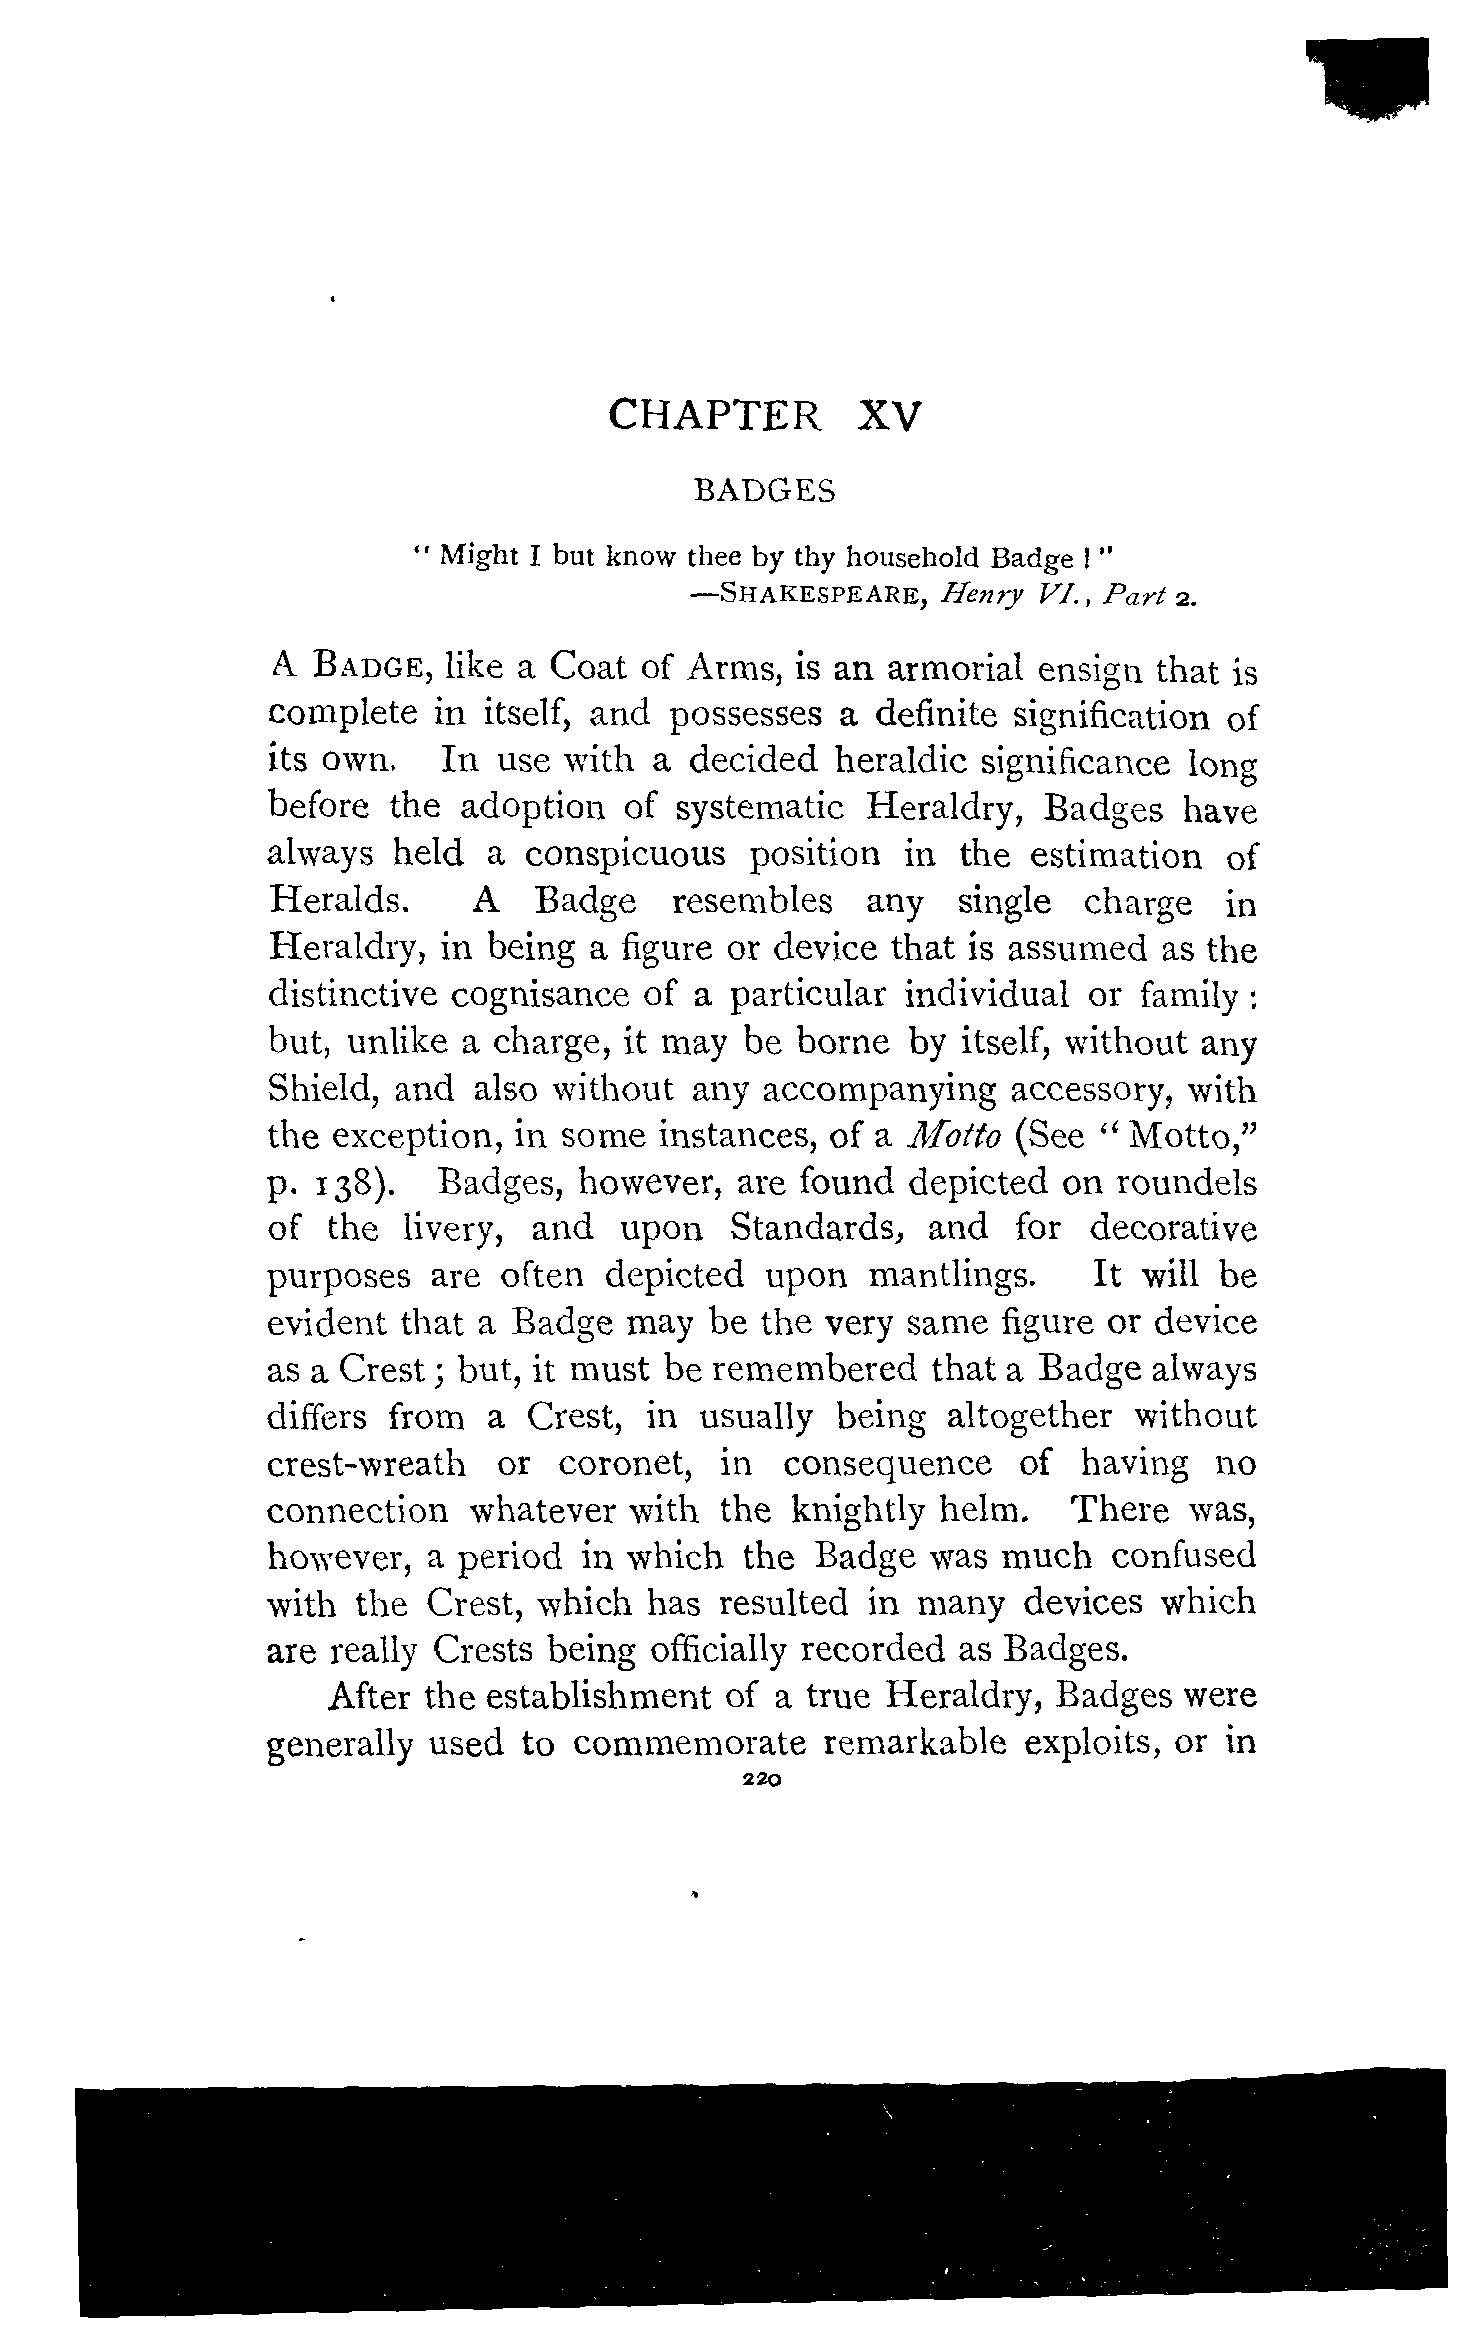 CHAPTER XV
BADGES
“ Might I but know thee by thy household Badge ! ”
—SHAKESPEARE, Henry VI., Part 2.
A BADGE, like a Coat of Arms, is an armorial ensign that is
complete in itself, and possesses a definite signification of
its own. In use with a decided heraldic significance long
before the adoption of systematic Heraldry, Badges have
always held a conspicuous position in the estimation of
Heralds. A Badge resembles any single charge in
Heraldry, in being a figure or device that is assumed as the
distinctive cognisance of a particular individual or family :
but, unlike a charge, it may be borne by itself, without any
Shield, and also without any accompanying accessory, with
the exception, in some instances, of a Motto (See “ Motto,”
p. 138). Badges, however, are found depicted on roundels
of the livery, and upon Standards, and for decorative
purposes are often depicted upon mantlings. It will be
evident that a Badge may be the very same figure or device
as a Crest ; but, it must be remembered that a Badge always
differs from a Crest, in usually being altogether without
crest-wreath or coronet, in consequence of having no
connection whatever with the knightly helm. There was,
however, a period in which the Badge was much confused
with the Crest, which has resulted in many devices which
are really Crests being officially recorded as Badges.
After the establishment of a true Heraldry, Badges were
generally used to commemorate remarkable exploits, or in
220